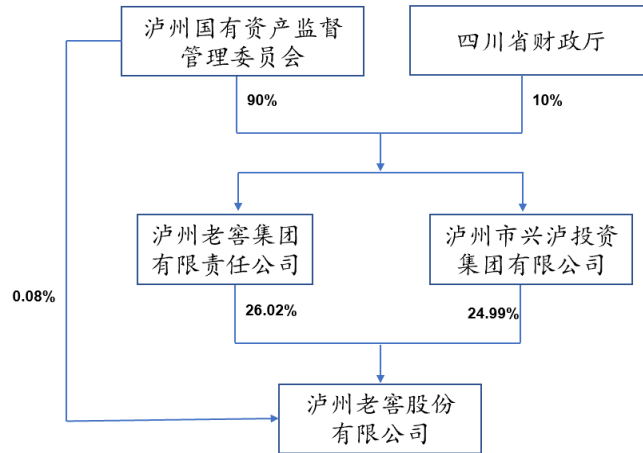 泸州国有资产监督
管理委员会
四川省财政厅
90%
10%
泸州老窖集团
有限责任公司
泸州市兴泸投资
集团有限公司
0.08%
26.02%
24.99%
泸州老窖股份
有限公司